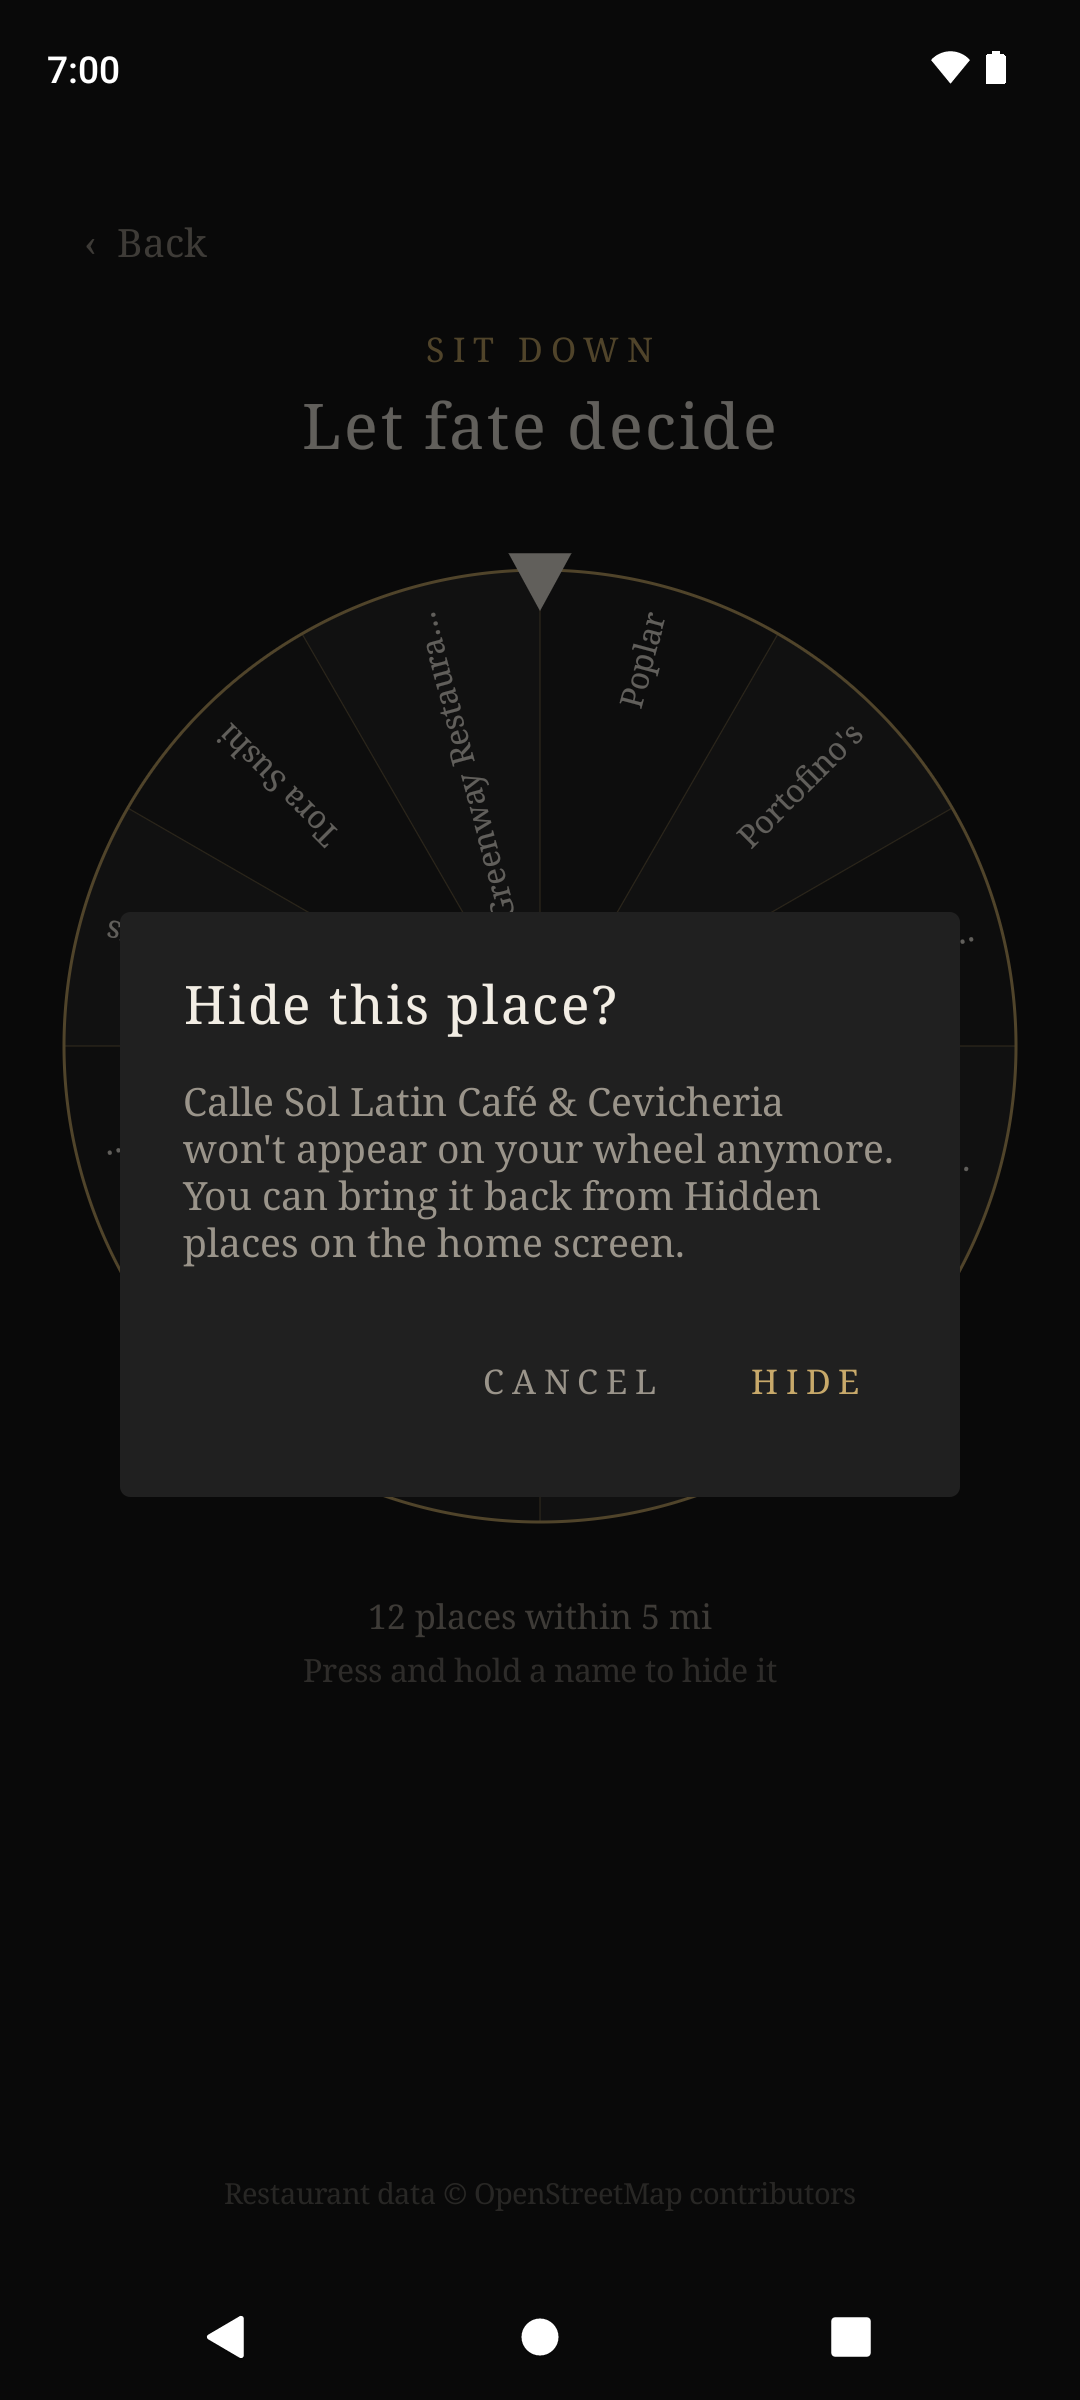 7:00
‹ Back
SIT DOWN
Let fate decide
Poplar
Portofino's
Tora Sushi
Greenway Restaura...
s
..
..
.
Hide this place?
Calle Sol Latin Café & Cevicheria
won't appear on your wheel anymore.
You can bring it back from Hidden
places on the home screen.
CANCEL HIDE
12 places within 5 mi
Press and hold a name to hide it
Restaurant data © OpenStreetMap contributors